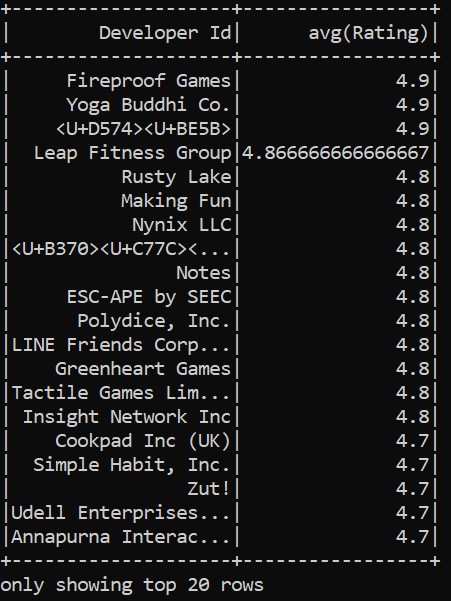 +--------------------+-----------------+
|        Developer Id|      avg(Rating)|
+--------------------+-----------------+
|     Fireproof Games|              4.9|
|     Yoga Buddhi Co.|              4.9|
|    <U+D574><U+BE5B>|              4.9|
|  Leap Fitness Group|4.866666666666667|
|          Rusty Lake|              4.8|
|          Making Fun|              4.8|
|           Nynix LLC|              4.8|
|<U+B370><U+C77C><...|              4.8|
|               Notes|              4.8|
|     ESC-APE by SEEC|              4.8|
|      Polydice, Inc.|              4.8|
|LINE Friends Corp...|              4.8|
|    Greenheart Games|              4.8|
|Tactile Games Lim...|              4.8|
| Insight Network Inc|              4.8|
|    Cookpad Inc (UK)|              4.7|
|  Simple Habit, Inc.|              4.7|
|                Zut!|              4.7|
|Udell Enterprises...|              4.7|
|Annapurna Interac...|              4.7|
+--------------------+-----------------+
only showing top 20 rows